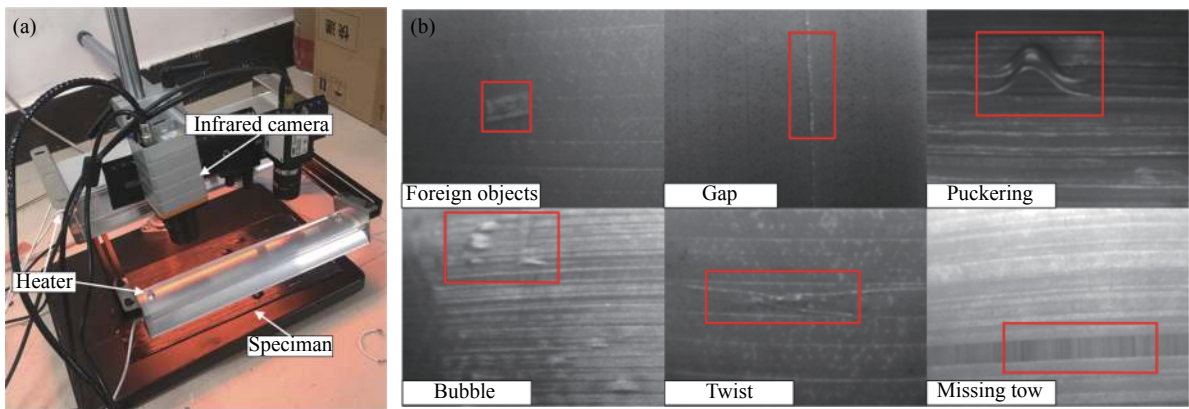 (a)
Infrared camera
Heater
Speciman
(b)
Foreign objects
Gap
Puckering
Bubble
Twist
Missing tow